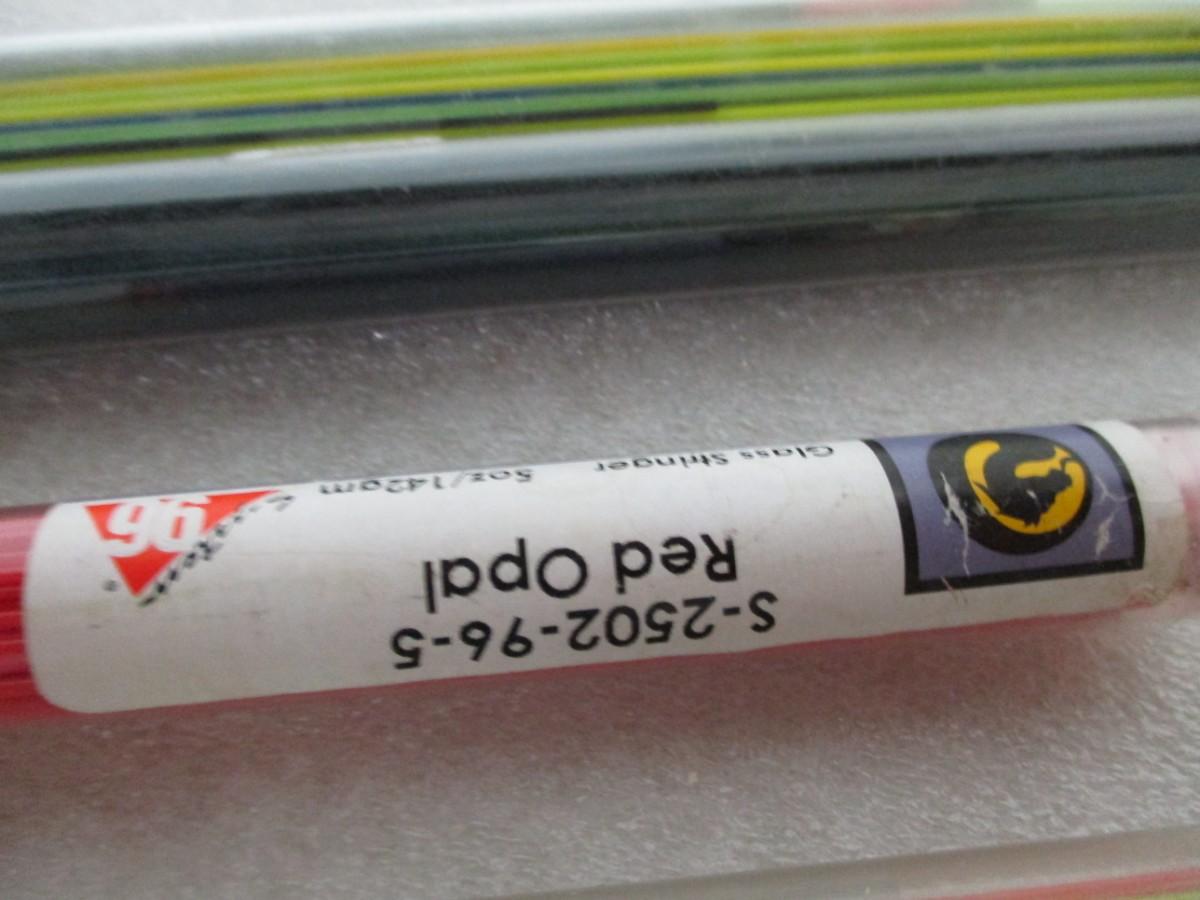 S-2502-96-5
Red Opal
Glass Stringer 5oz/142gm
96
®